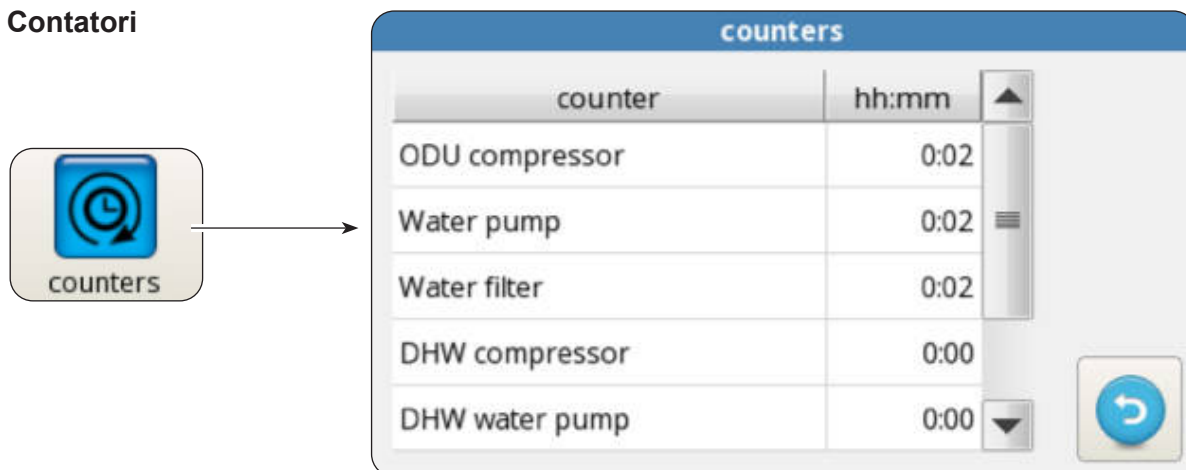 Contatori
counters
counters
counter hh:mm
ODU compressor 0:02
Water pump 0:02
Water filter 0:02
DHW compressor 0:00
DHW water pump 0:00